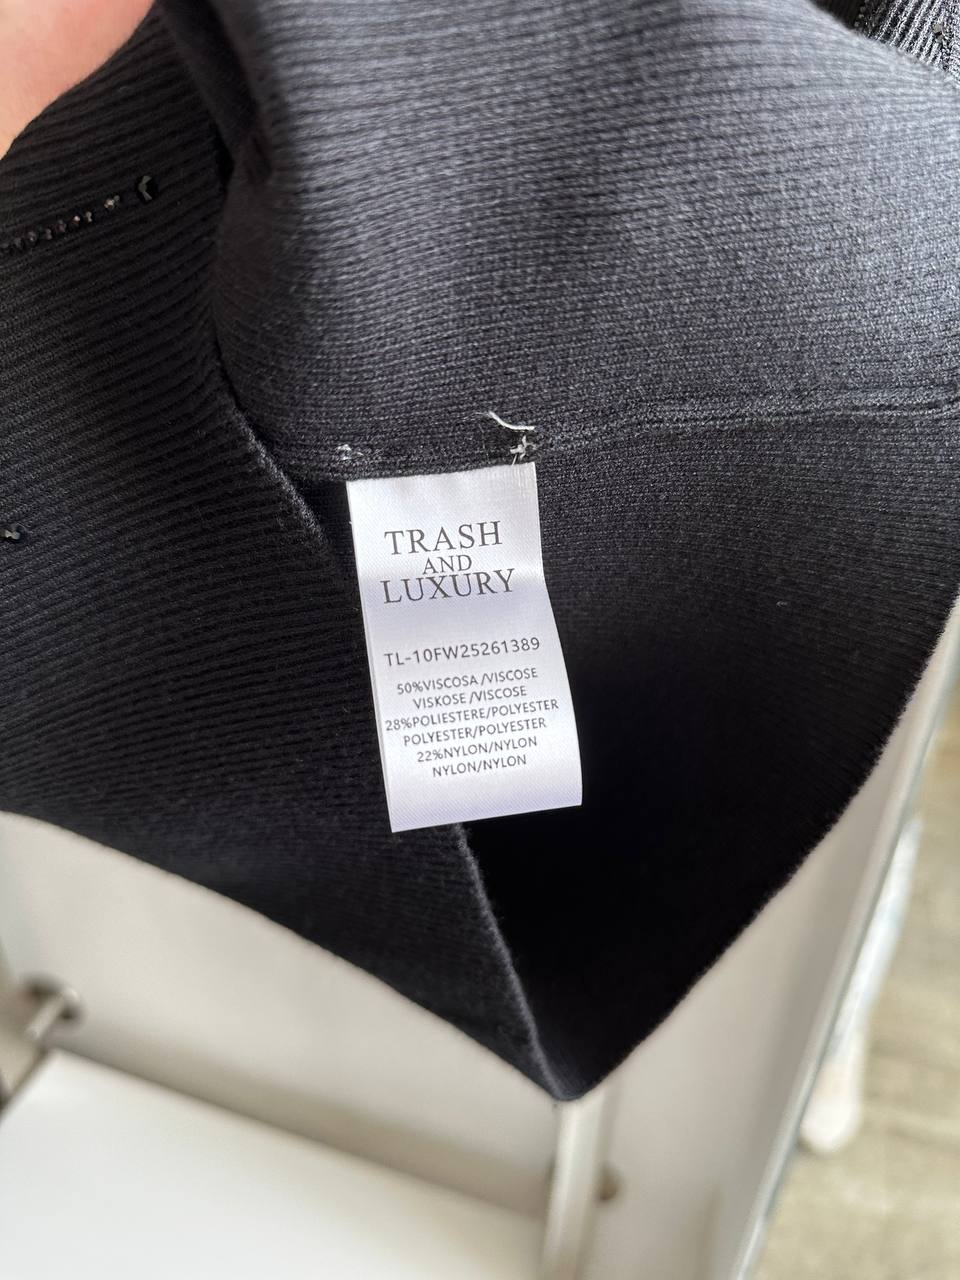 TRASH
AND
LUXURY
TL-10FW25261389
50%VISCOSA /VISCOSE
VISKOSE /VISCOSE
28%POLIESTERE/POLYESTER
POLYESTER/POLYESTER
22%NYLON/NYLON
NYLON/NYLON